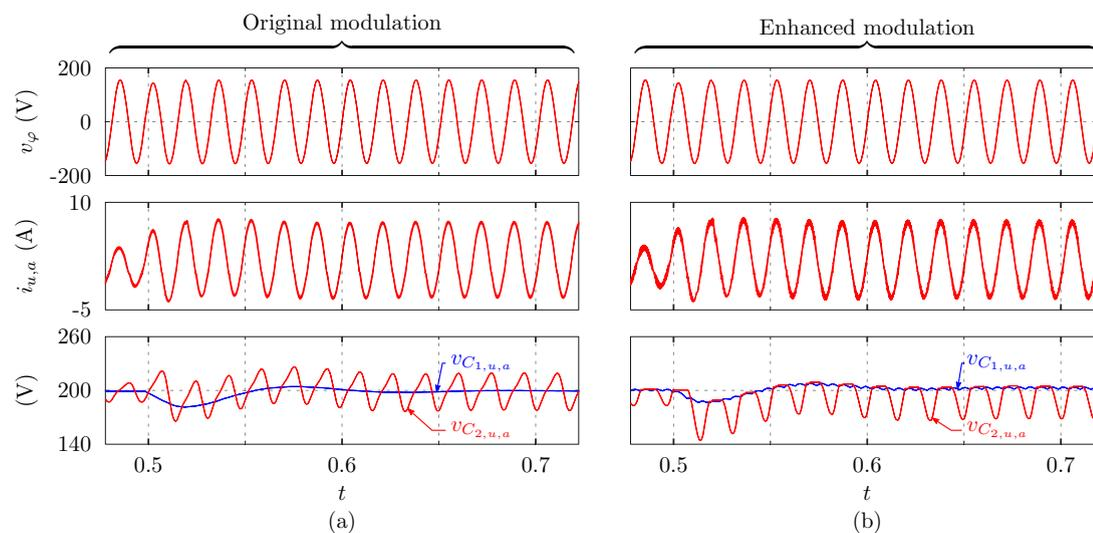 Original modulation
Enhanced modulation
200
0
-200
v_φ (V)
10
-5
i_{u,a} (A)
260
200
140
(V)
v_{C_{1,u,a}}
v_{C_{2,u,a}}
v_{C_{1,u,a}}
v_{C_{2,u,a}}
0.5 0.6 0.7
0.5 0.6 0.7
t
t
(a)
(b)